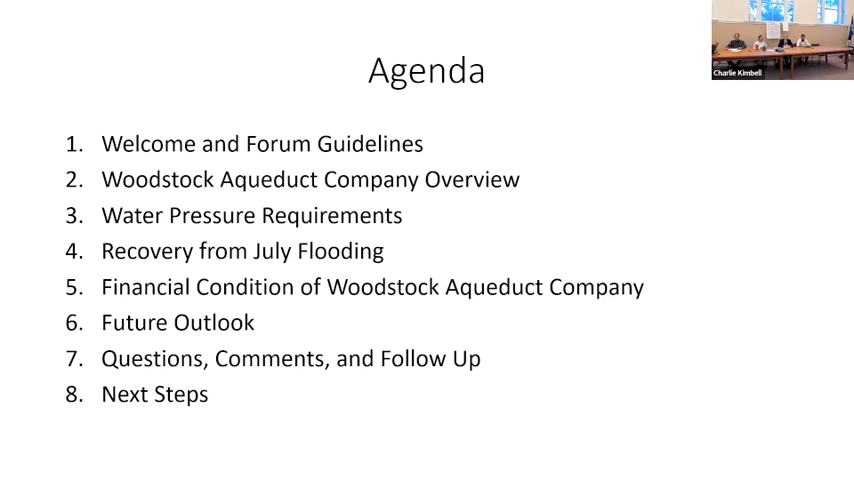 Charlie Kimbell
Agenda
1. Welcome and Forum Guidelines
2. Woodstock Aqueduct Company Overview
3. Water Pressure Requirements
4. Recovery from July Flooding
5. Financial Condition of Woodstock Aqueduct Company
6. Future Outlook
7. Questions, Comments, and Follow Up
8. Next Steps